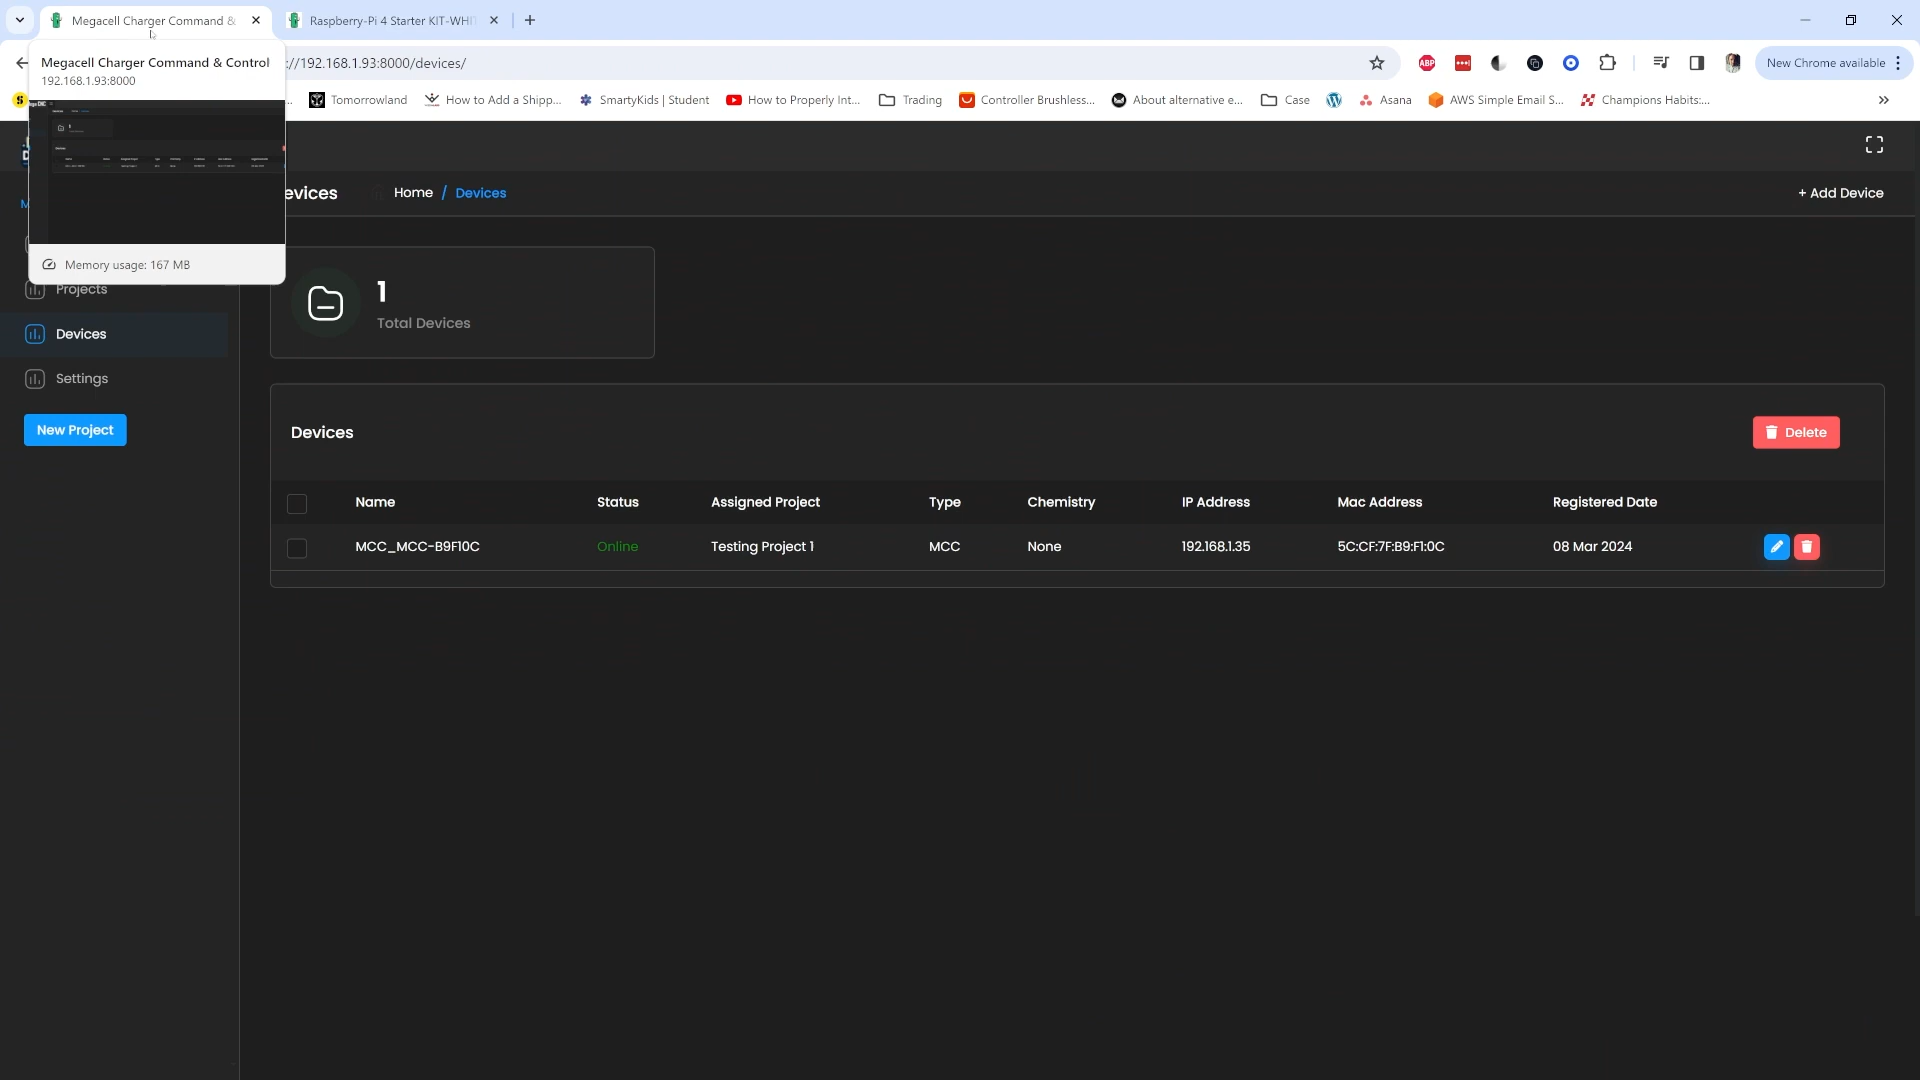 Megacell Charger Command &
Raspberry-Pi 4 Starter KIT-WHI
Megacell Charger Command & Control
192.168.1.93:8000
://192.168.1.93:8000/devices/
New Chrome available
ABP
S
... Tomorrowland
How to Add a Shipp...
SmartyKids | Student
How to Properly Int...
Trading
Controller Brushless...
About alternative e...
Case
Asana
AWS Simple Email S...
Champions Habits:...
evices
Home / Devices
+ Add Device
Memory usage: 167 MB
Projects
Devices
Settings
New Project
1
Total Devices
Devices
Delete
Name Status Assigned Project Type Chemistry IP Address Mac Address Registered Date
MCC_MCC-B9F10C Online Testing Project 1 MCC None 192.168.1.35 5C:CF:7F:B9:F1:0C 08 Mar 2024